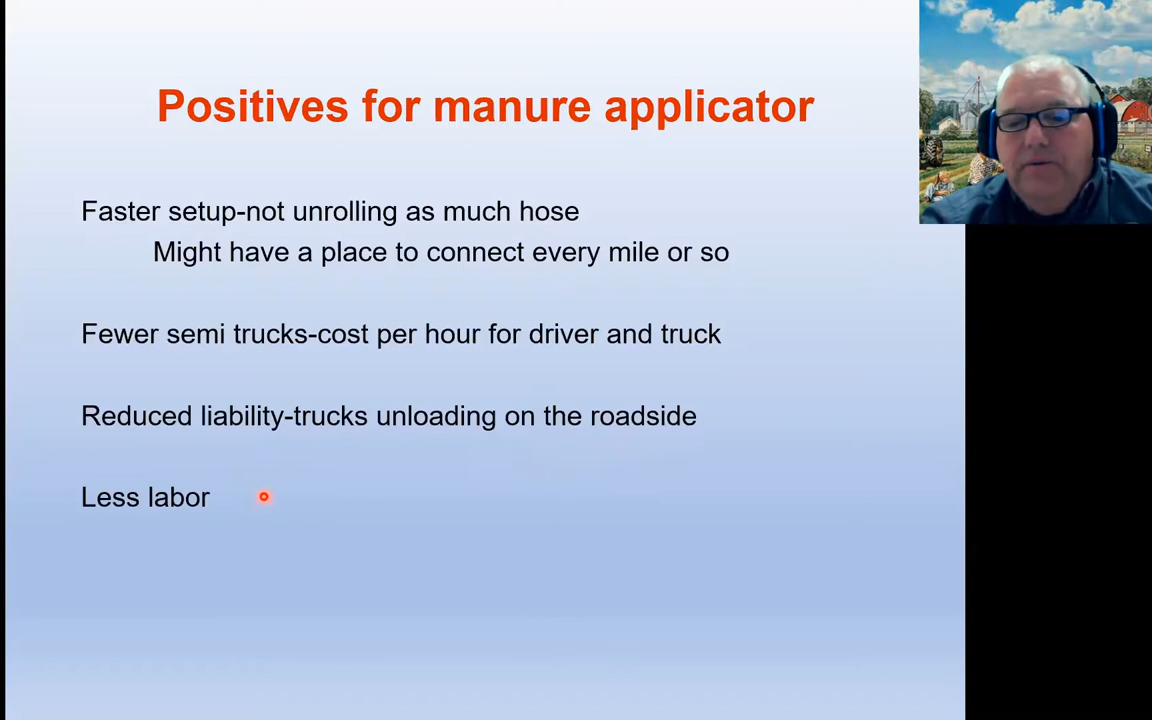 Positives for manure applicator
Faster setup-not unrolling as much hose
Might have a place to connect every mile or so
Fewer semi trucks-cost per hour for driver and truck
Reduced liability-trucks unloading on the roadside
Less labor